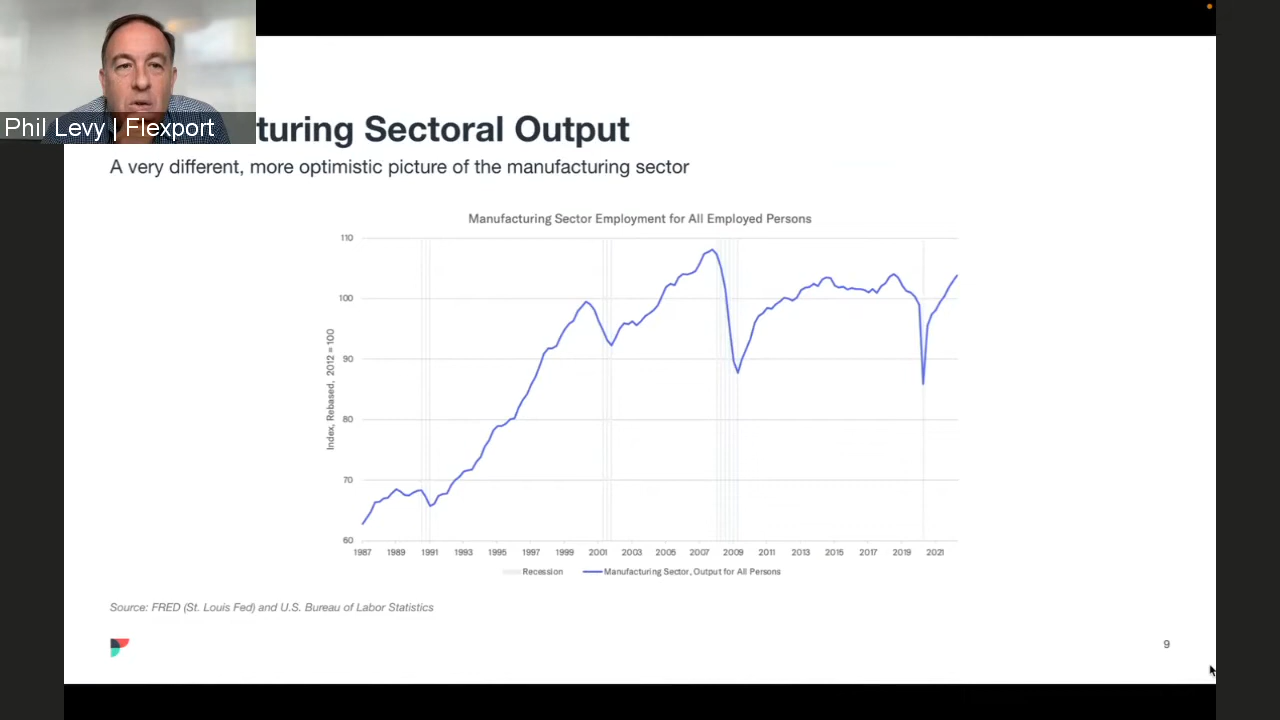 Phil Levy | Flexport
turing Sectoral Output
A very different, more optimistic picture of the manufacturing sector
Manufacturing Sector Employment for All Employed Persons
Index, Rebased, 2012 = 100
110
100
90
80
70
60
1987 1989 1991 1993 1995 1997 1999 2001 2003 2005 2007 2009 2011 2013 2015 2017 2019 2021
Recession Manufacturing Sector, Output for All Persons
Source: FRED (St. Louis Fed) and U.S. Bureau of Labor Statistics
9